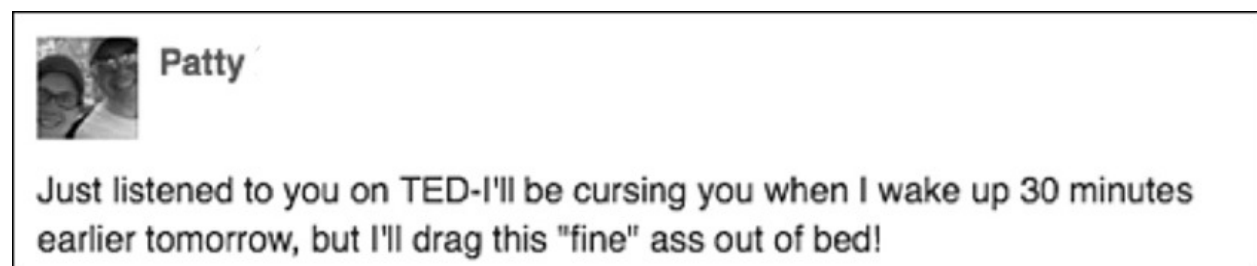 Patty
Just listened to you on TED-I'll be cursing you when I wake up 30 minutes
earlier tomorrow, but I'll drag this "fine" ass out of bed!